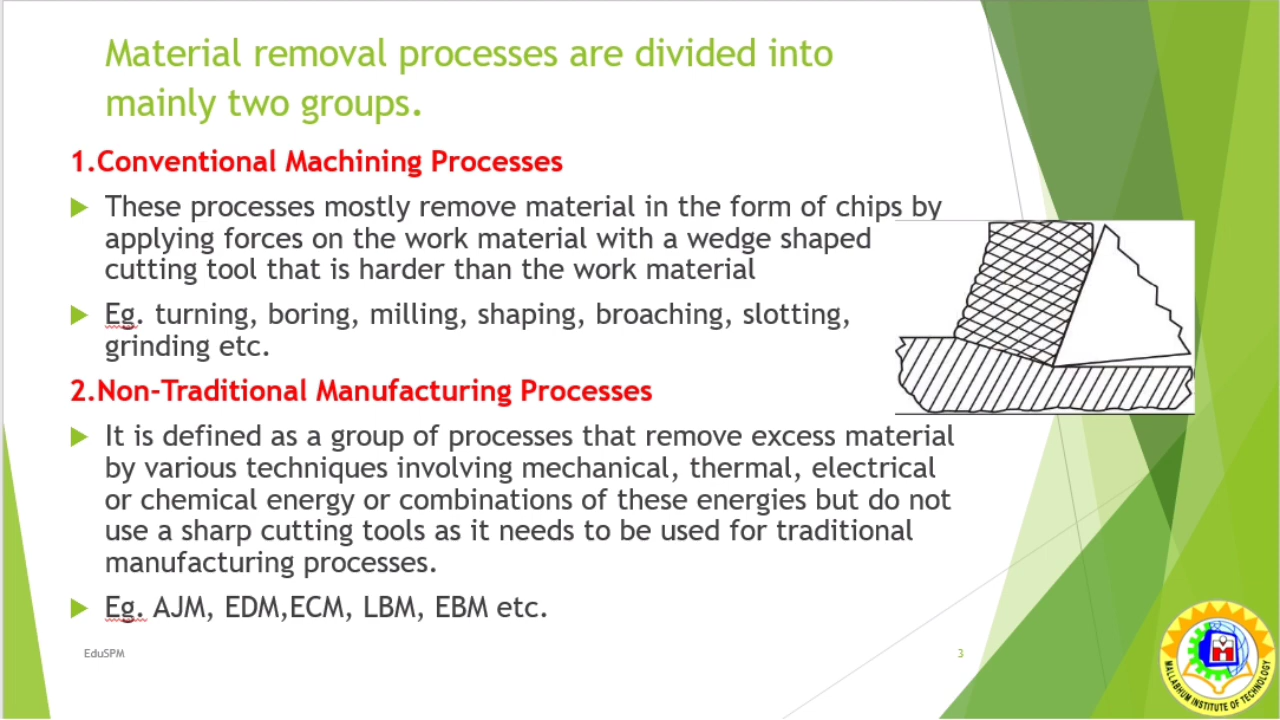 Material removal processes are divided into
mainly two groups.
1.Conventional Machining Processes
These processes mostly remove material in the form of chips by
applying forces on the work material with a wedge shaped
cutting tool that is harder than the work material
Eg. turning, boring, milling, shaping, broaching, slotting,
grinding etc.
2.Non-Traditional Manufacturing Processes
It is defined as a group of processes that remove excess material
by various techniques involving mechanical, thermal, electrical
or chemical energy or combinations of these energies but do not
use a sharp cutting tools as it needs to be used for traditional
manufacturing processes.
Eg. AJM, EDM,ECM, LBM, EBM etc.
EduSPM
3
MALLABHUM INSTITUTE OF TECHNOLOGY